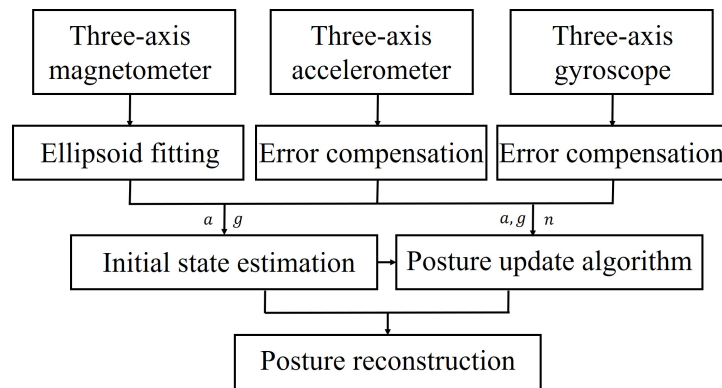 Three-axis
magnetometer
Three-axis
accelerometer
Three-axis
gyroscope
Ellipsoid fitting
Error compensation
Error compensation
a g
a, g n
Initial state estimation
Posture update algorithm
Posture reconstruction